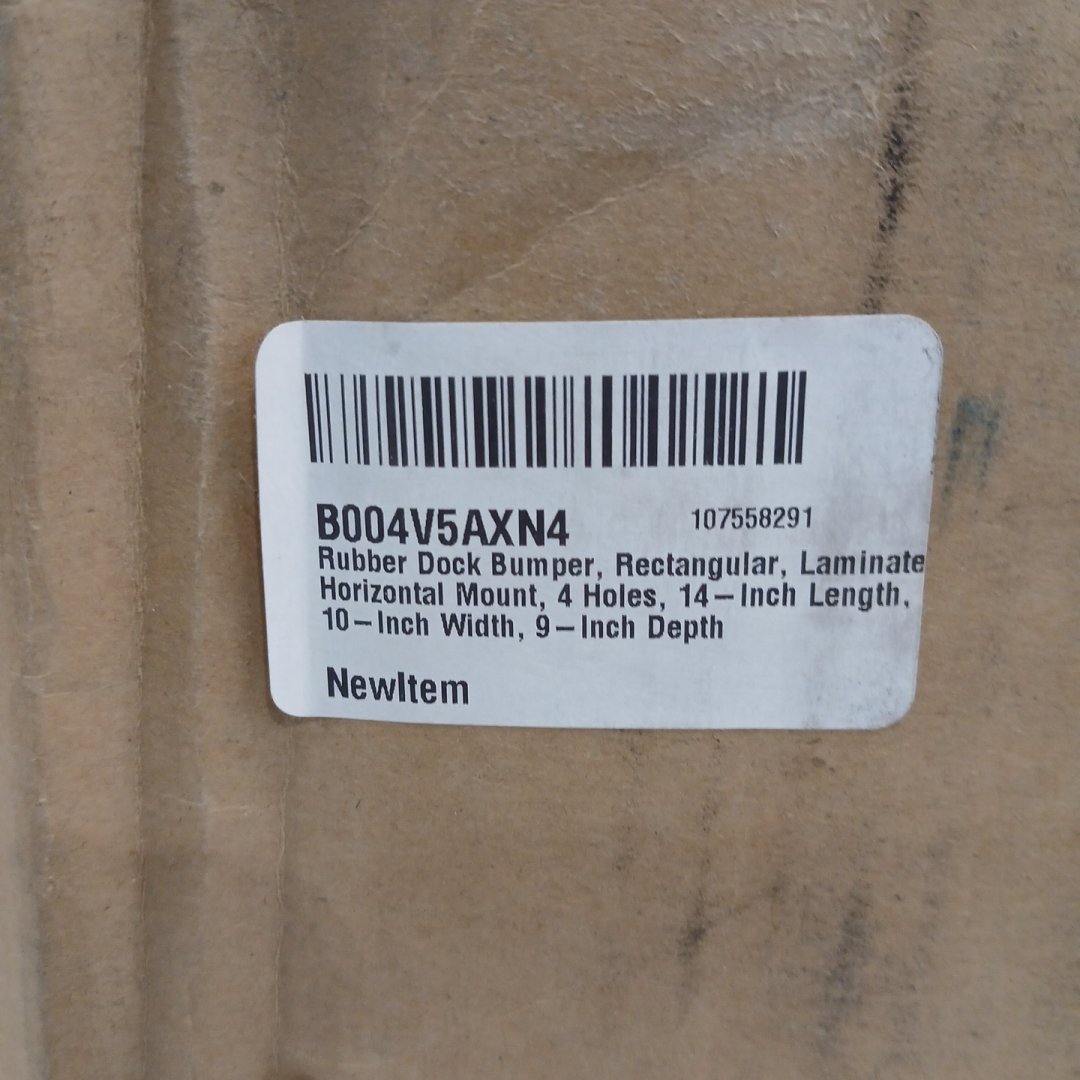 B004V5AXN4 107558291
Rubber Dock Bumper, Rectangular, Laminate
Horizontal Mount, 4 Holes, 14-Inch Length,
10-Inch Width, 9-Inch Depth
NewItem